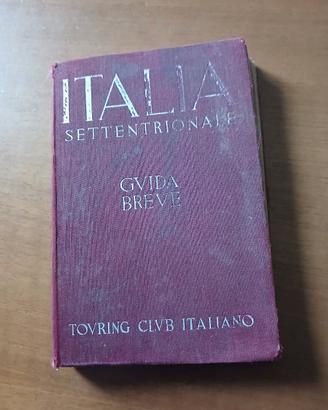 ITALIA
SETTENTRIONALE
GVIDA
BREVE
TOVRING CLVB ITALIANO